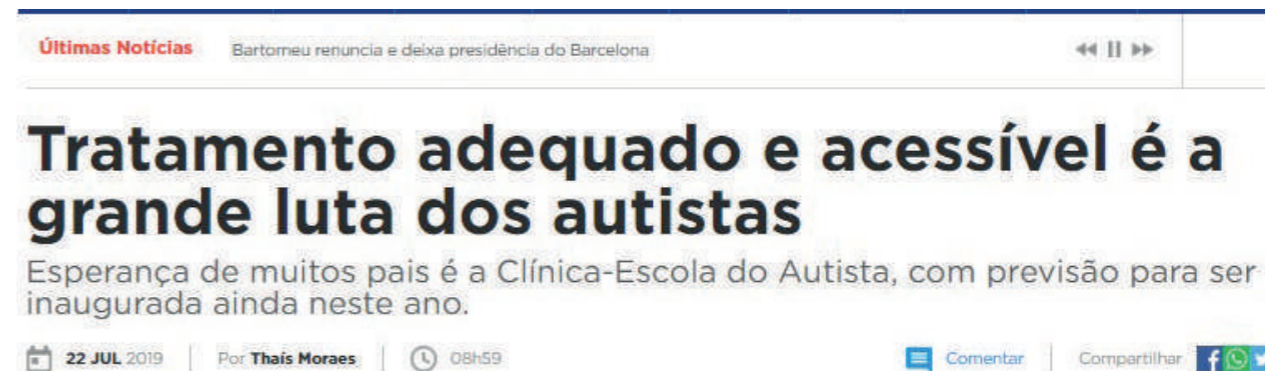 Últimas Notícias Bartomeu renuncia e deixa presidência do Barcelona
Tratamento adequado e acessível é a
grande luta dos autistas
Esperança de muitos pais é a Clínica-Escola do Autista, com previsão para ser
inaugurada ainda neste ano.
22 JUL 2019 Por Thaís Moraes 08h59 Comentar Compartilhar